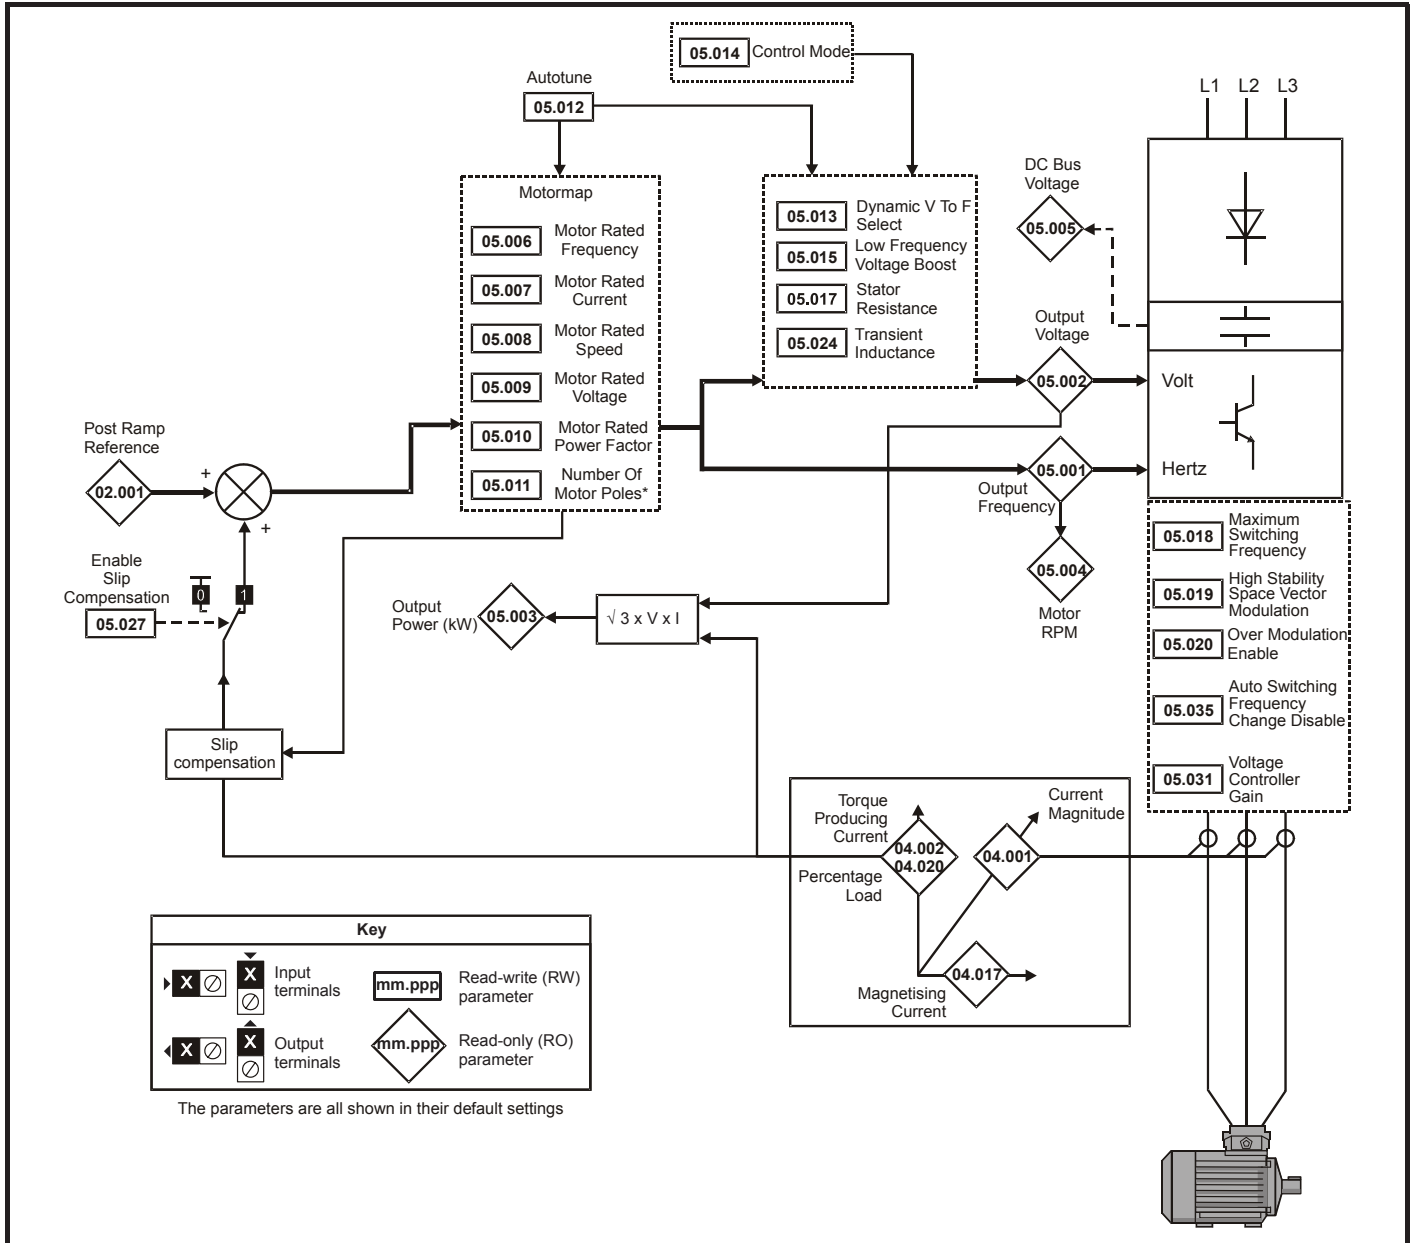 05.014 Control Mode
Autotune
05.012
L1 L2 L3
Motormap
05.006 Motor Rated
Frequency
05.007 Motor Rated
Current
05.008 Motor Rated
Speed
05.009 Motor Rated
Voltage
05.010 Motor Rated
Power Factor
05.011 Number Of
Motor Poles*
05.013 Dynamic V To F
Select
05.015 Low Frequency
Voltage Boost
05.017 Stator
Resistance
05.024 Transient
Inductance
DC Bus
Voltage
05.005
Output
Voltage
05.002
Volt
05.001
Hertz
Output
Frequency
05.004
Motor
RPM
Post Ramp
Reference
02.001
+
+
Enable
Slip
Compensation
05.027
0 1
Output
Power (kW)
05.003
√ 3 x V x I
Slip
compensation
05.018 Maximum
Switching
Frequency
05.019 High Stability
Space Vector
Modulation
05.020 Over Modulation
Enable
05.035 Auto Switching
Frequency
Change Disable
05.031 Voltage
Controller
Gain
Torque
Producing
Current
04.002
04.020
Percentage
Load
Current
Magnitude
04.001
04.017
Magnetising
Current
Key
X X Input
terminals
mm.ppp Read-write (RW)
parameter
X X Output
terminals
mm.ppp Read-only (RO)
parameter
The parameters are all shown in their default settings